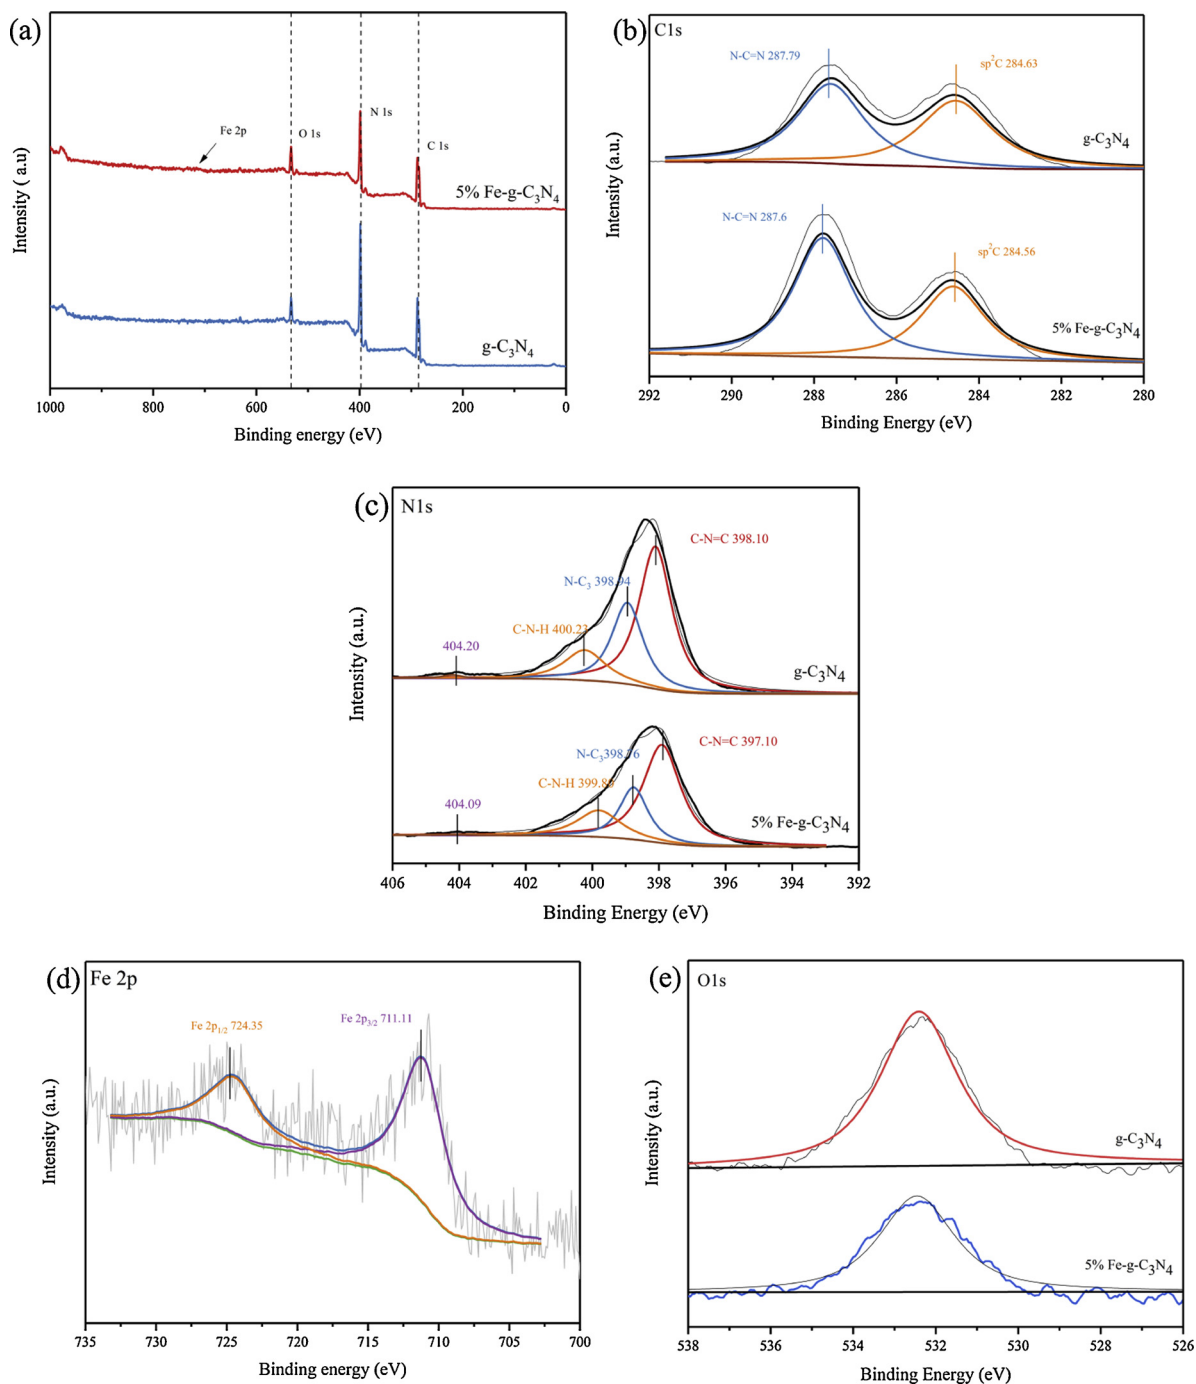 (a)
Fe 2p
O 1s
N 1s
C 1s
5% Fe-g-C₃N₄
g-C₃N₄
Intensity ( a.u)
1000 800 600 400 200 0
Binding energy (eV)
(b)
C1s
N-C=N 287.79
sp²C 284.63
g-C₃N₄
N-C=N 287.6
sp²C 284.56
5% Fe-g-C₃N₄
Intensity (a.u.)
292 290 288 286 284 282 280
Binding Energy (eV)
(c)
N1s
C-N=C 398.10
N-C₃ 398.94
C-N-H 400.23
404.20
g-C₃N₄
C-N=C 397.10
N-C₃398.76
C-N-H 399.86
404.09
5% Fe-g-C₃N₄
Intensity (a.u.)
406 404 402 400 398 396 394 392
Binding Energy (eV)
(d)
Fe 2p
Fe 2p₁/₂ 724.35
Fe 2p₃/₂ 711.11
Intensity (a.u.)
735 730 725 720 715 710 705 700
Binding energy (eV)
(e)
O1s
g-C₃N₄
5% Fe-g-C₃N₄
Intensity (a.u.)
538 536 534 532 530 528 526
Binding Energy (eV)